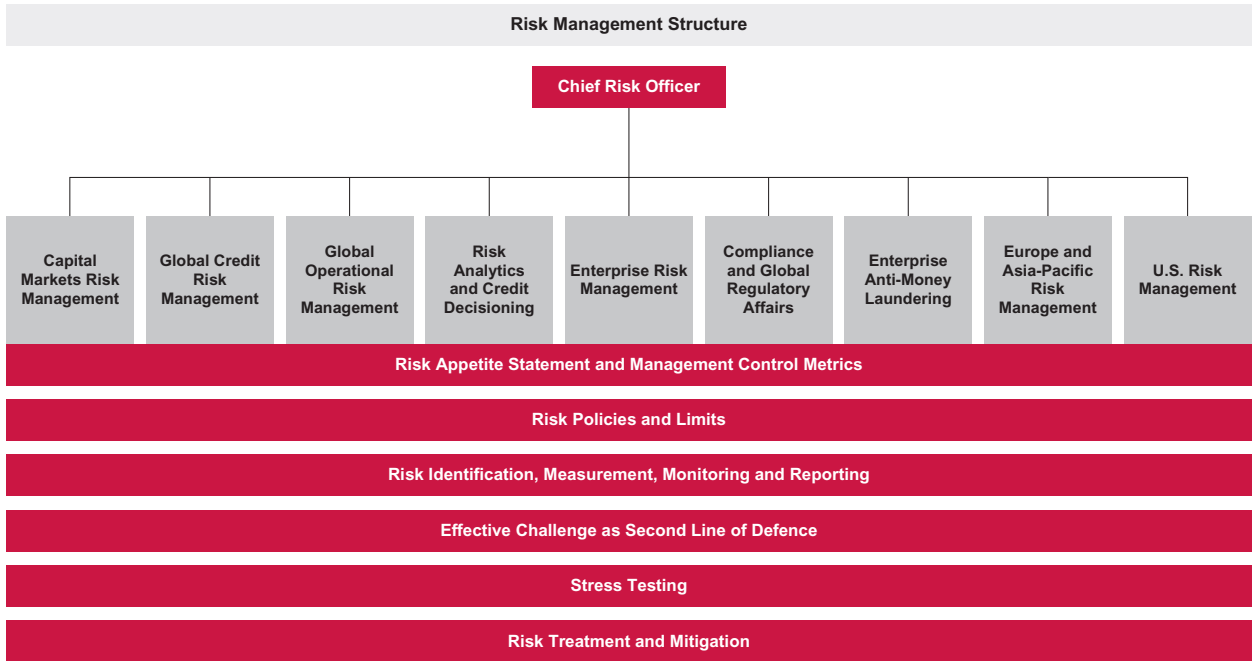 Risk Management Structure
Chief Risk Officer
Capital
Markets Risk
Management
Global Credit
Risk
Management
Global
Operational
Risk
Management
Risk
Analytics
and Credit
Decisioning
Enterprise Risk
Management
Compliance
and Global
Regulatory
Affairs
Enterprise
Anti-Money
Laundering
Europe and
Asia-Pacific
Risk
Management
U.S. Risk
Management
Risk Appetite Statement and Management Control Metrics
Risk Policies and Limits
Risk Identification, Measurement, Monitoring and Reporting
Effective Challenge as Second Line of Defence
Stress Testing
Risk Treatment and Mitigation